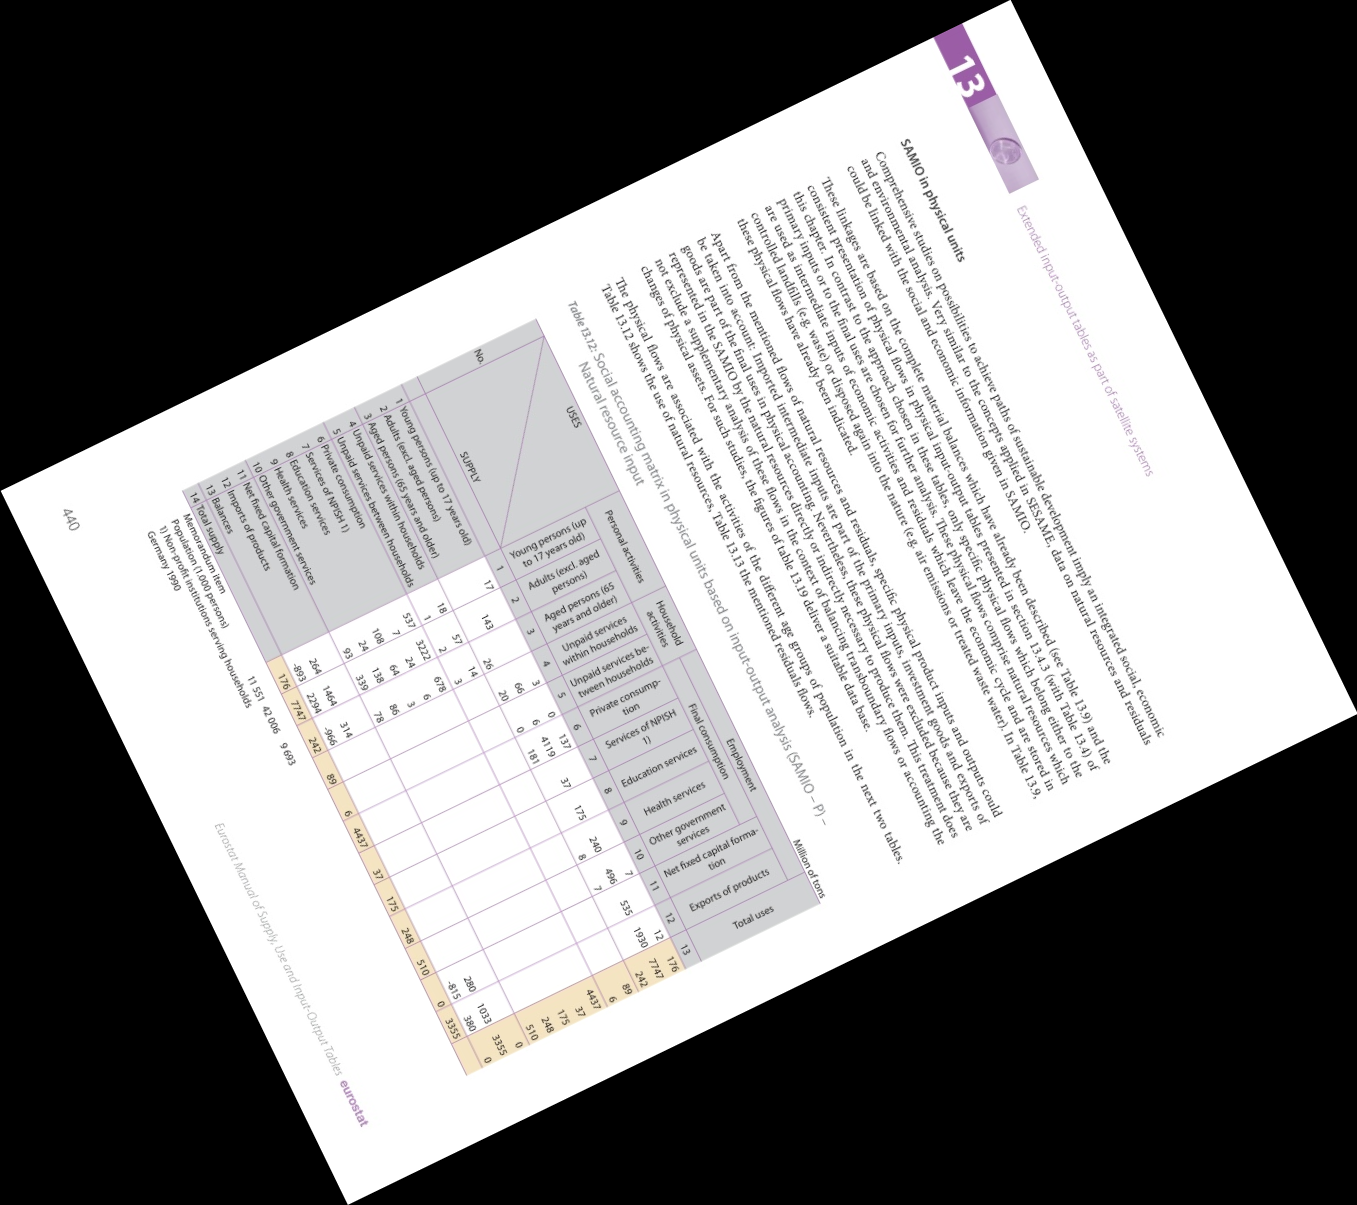 13
Extended input-output tables as part of satellite systems
SAMIO in physical units
Comprehensive studies on possibilities to achieve paths of sustainable development imply an integrated social, economic
and environmental analysis. Very similar to the concepts applied in SESAME, data on natural resources and residuals
could be linked with the social and economic information given in SAMIO.
These linkages are based on the complete material balances which have already been described (see Table 13.9) and the
consistent presentation of physical flows in physical input-output tables presented in section 13.4.3 (with Table 13.4) of
this chapter. In contrast to the approach chosen in these tables, only specific physical flows which belong either to the
primary inputs or to the final uses are chosen for further analysis. These physical flows comprise natural resources which
are used as intermediate inputs of economic activities and residuals which leave the economic cycle and are stored in
controlled landfills (e.g. waste) or disposed again into the nature (e.g. air emissions or treated waste water). In Table 13.9,
these physical flows have already been indicated.
Apart from the mentioned flows of natural resources and residuals, specific physical product inputs and outputs could
be taken into account: Imported intermediate inputs are part of the primary inputs, investment goods and exports of
goods are part of the final uses in physical accounting. Nevertheless, these physical flows were excluded because they are
represented in the SAMIO by the natural resources directly or indirectly necessary to produce them. This treatment does
not exclude a supplementary analysis of these flows in the context of balancing transboundary flows or accounting the
changes of physical assets. For such studies, the figures of table 13.19 deliver a suitable data base.
The physical flows are associated with the activities of the different age groups of population in the next two tables.
Table 13.12 shows the use of natural resources, Table 13.13 the mentioned residuals flows.
Table 13.12: Social accounting matrix in physical units based on input-output analysis (SAMIO – P) –
Natural resource input
Million of tons
USES Personal activities Household activities Employment Total uses
Final consumption Net fixed capital formation Exports of products
No. SUPPLY Young persons (up to 17 years old) Adults (excl. aged persons) Aged persons (65 years and older) Unpaid services within households Unpaid services between households Private consumption Services of NPISH 1) Education services Health services Other government services
1 2 3 4 5 6 7 8 9 10 11 12 13
1 Young persons (up to 17 years old) 17 3 0 137 7 12 176
2 Adults (excl. aged persons) 143 66 6 4119 37 175 240 496 535 1930 7747
3 Aged persons (65 years and older) 26 20 0 181 8 7 242
4 Unpaid services within households 18 57 14 89
5 Unpaid services between households 1 2 3 6
6 Private consumption 537 3222 678 4437
7 Services of NPISH 1) 7 24 6 37
8 Education services 108 64 3 175
9 Health services 24 138 86 248
10 Other government services 93 339 78 510
11 Net fixed capital formation 0
12 Imports of products 264 1464 314 280 1033 3355
13 Balances -893 2294 -966 -815 380 0
14 Total supply 176 7747 242 89 6 4437 37 175 248 510 0 3355
Memorandum item
Population (1,000 persons) 11 551 42 006 9 693
1) Non-profit institutions serving households
Germany 1990
440
Eurostat Manual of Supply, Use and Input-Output Tables eurostat